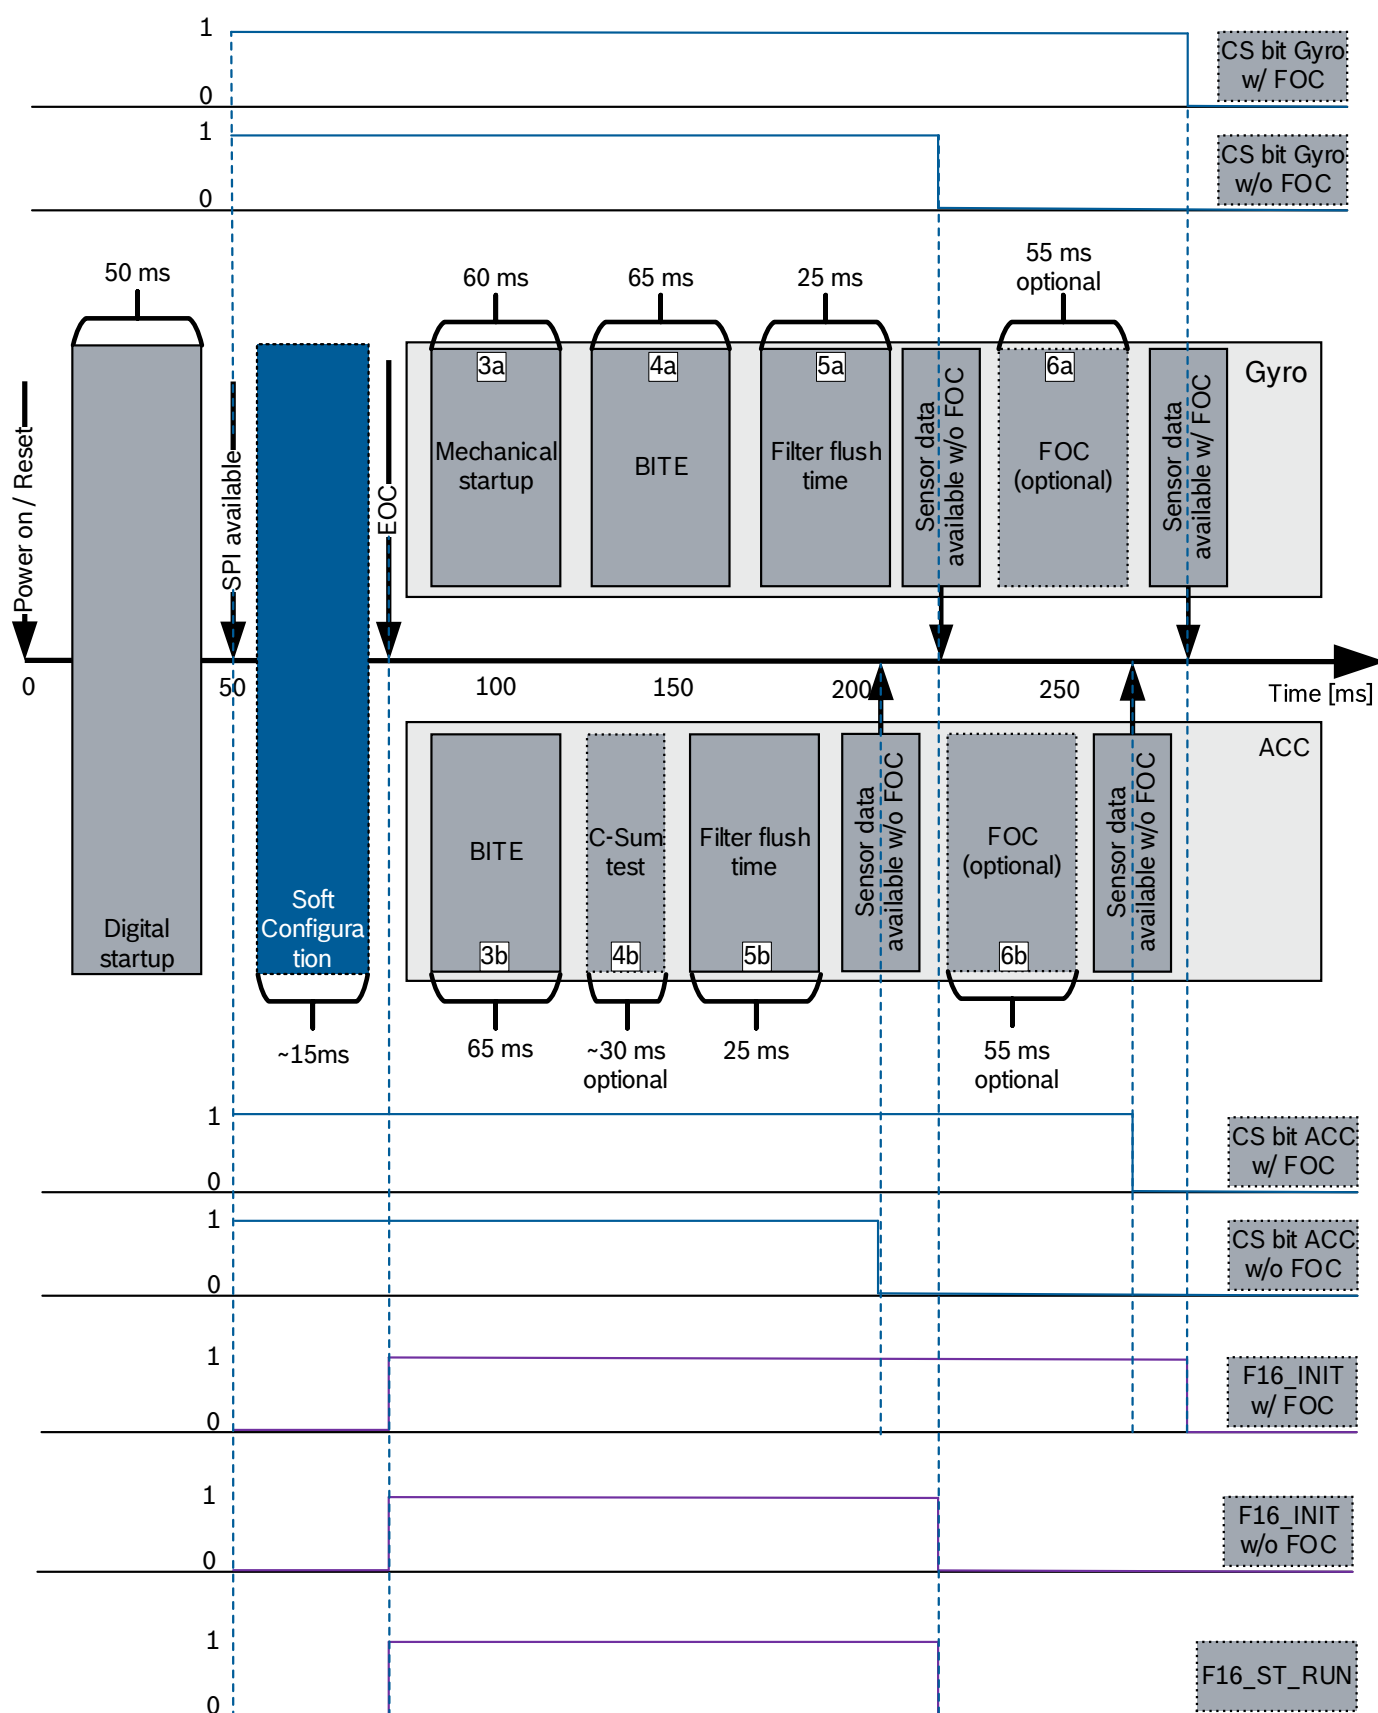 1
CS bit Gyro
w/ FOC
0
1
CS bit Gyro
w/o FOC
0
50 ms
60 ms
65 ms
25 ms
55 ms
optional
3a
4a
5a
6a
Gyro
Power on / Reset
SPI available
EOC
Mechanical
startup
BITE
Filter flush
time
Sensor data
available w/o FOC
FOC
(optional)
Sensor data
available w/ FOC
0
50
100
150
200
250
Time [ms]
ACC
BITE
C-Sum
test
Filter flush
time
Sensor data
available w/o FOC
FOC
(optional)
Sensor data
available w/o FOC
Digital
startup
Soft
Configura
tion
3b
4b
5b
6b
~15ms
65 ms
~30 ms
optional
25 ms
55 ms
optional
1
CS bit ACC
w/ FOC
0
1
CS bit ACC
w/o FOC
0
1
F16_INIT
w/ FOC
0
1
F16_INIT
w/o FOC
0
1
F16_ST_RUN
0